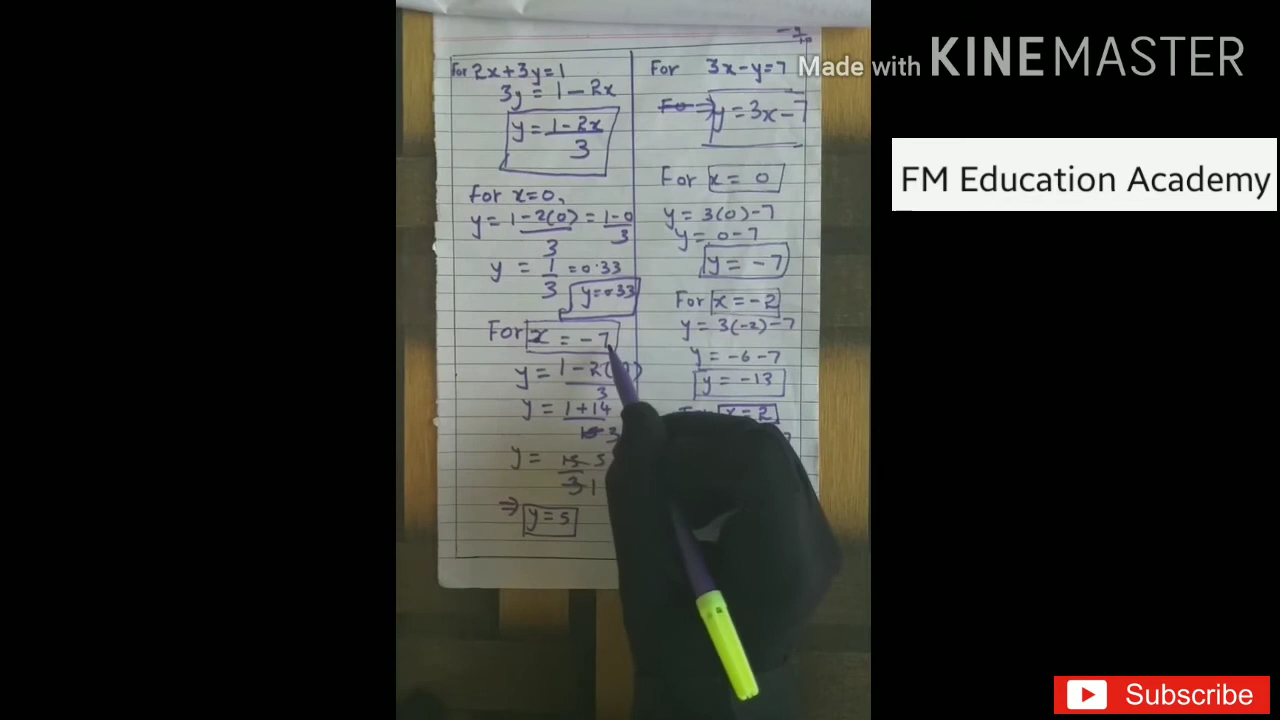 For 2x+3y=1
3y = 1-2x
y = 1-2x
3
for x=0,
y= 1-2(0) = 1-0
3 3
y = 1 =0.33
3
y=0.33
For x = -7
y= 1-2(
3
y = 1+14
3
y = 15 5
3 1
⇒ y=5
For 3x-y=7
⇒ y=3x-7
For x= 0
y= 3(0)-7
y= 0-7
y= -7
For x=-2
y= 3(-2)-7
y = -6-7
y = -13
x=2
Made with KINEMASTER
FM Education Academy
Subscribe